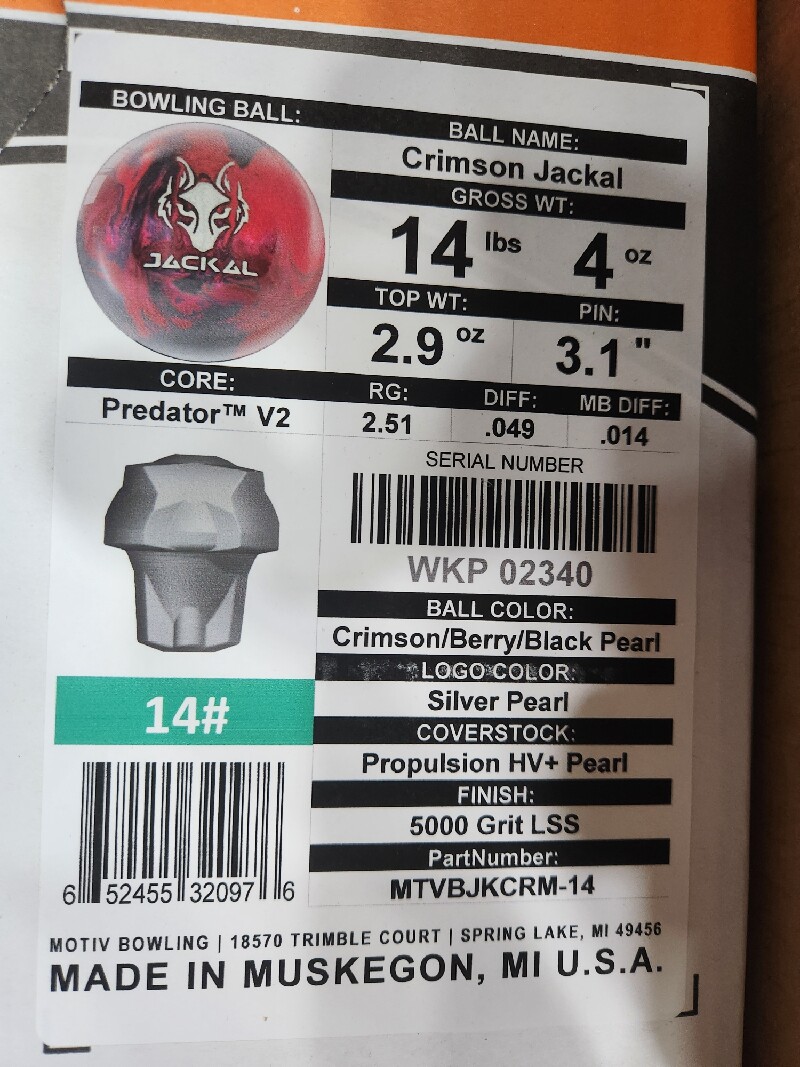 BOWLING BALL:
JACKAL
BALL NAME:
Crimson Jackal
GROSS WT:
14 lbs 4 oz
TOP WT: PIN:
2.9 oz 3.1 "
CORE: RG: DIFF: MB DIFF:
Predator™ V2 2.51 .049 .014
SERIAL NUMBER
WKP 02340
BALL COLOR:
Crimson/Berry/Black Pearl
LOGO COLOR:
Silver Pearl
14#
COVERSTOCK:
Propulsion HV+ Pearl
FINISH:
5000 Grit LSS
PartNumber:
MTVBJKCRM-14
6 52455 32097 6
MOTIV BOWLING | 18570 TRIMBLE COURT | SPRING LAKE, MI 49456
MADE IN MUSKEGON, MI U.S.A.